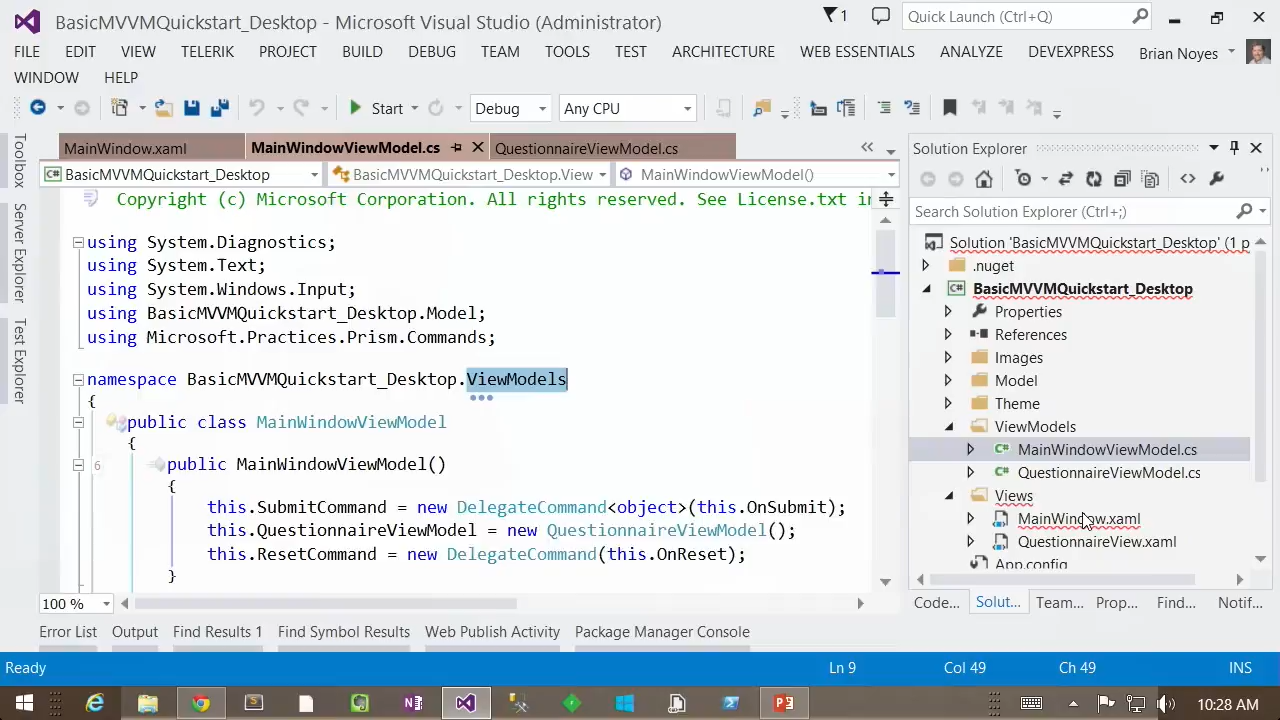 BasicMVVMQuickstart_Desktop - Microsoft Visual Studio (Administrator)
1
Quick Launch (Ctrl+Q)
FILE EDIT VIEW TELERIK PROJECT BUILD DEBUG TEAM TOOLS TEST ARCHITECTURE WEB ESSENTIALS ANALYZE DEVEXPRESS Brian Noyes
WINDOW HELP
Start Debug Any CPU
Toolbox
Server Explorer
Test Explorer
MainWindow.xaml MainWindowViewModel.cs QuestionnaireViewModel.cs
BasicMVVMQuickstart_Desktop BasicMVVMQuickstart_Desktop.View MainWindowViewModel()
Copyright (c) Microsoft Corporation. All rights reserved. See License.txt in
using System.Diagnostics;
using System.Text;
using System.Windows.Input;
using BasicMVVMQuickstart_Desktop.Model;
using Microsoft.Practices.Prism.Commands;
namespace BasicMVVMQuickstart_Desktop.ViewModels
{
public class MainWindowViewModel
{
6 public MainWindowViewModel()
{
this.SubmitCommand = new DelegateCommand<object>(this.OnSubmit);
this.QuestionnaireViewModel = new QuestionnaireViewModel();
this.ResetCommand = new DelegateCommand(this.OnReset);
}
100 %
Solution Explorer
Search Solution Explorer (Ctrl+;)
Solution 'BasicMVVMQuickstart_Desktop' (1 p
.nuget
C# BasicMVVMQuickstart_Desktop
Properties
References
Images
Model
Theme
ViewModels
C# MainWindowViewModel.cs
C# QuestionnaireViewModel.cs
Views
MainWindow.xaml
QuestionnaireView.xaml
App.config
Code... Solut... Team... Prop... Find... Notif...
Error List Output Find Results 1 Find Symbol Results Web Publish Activity Package Manager Console
Ready Ln 9 Col 49 Ch 49 INS
10:28 AM